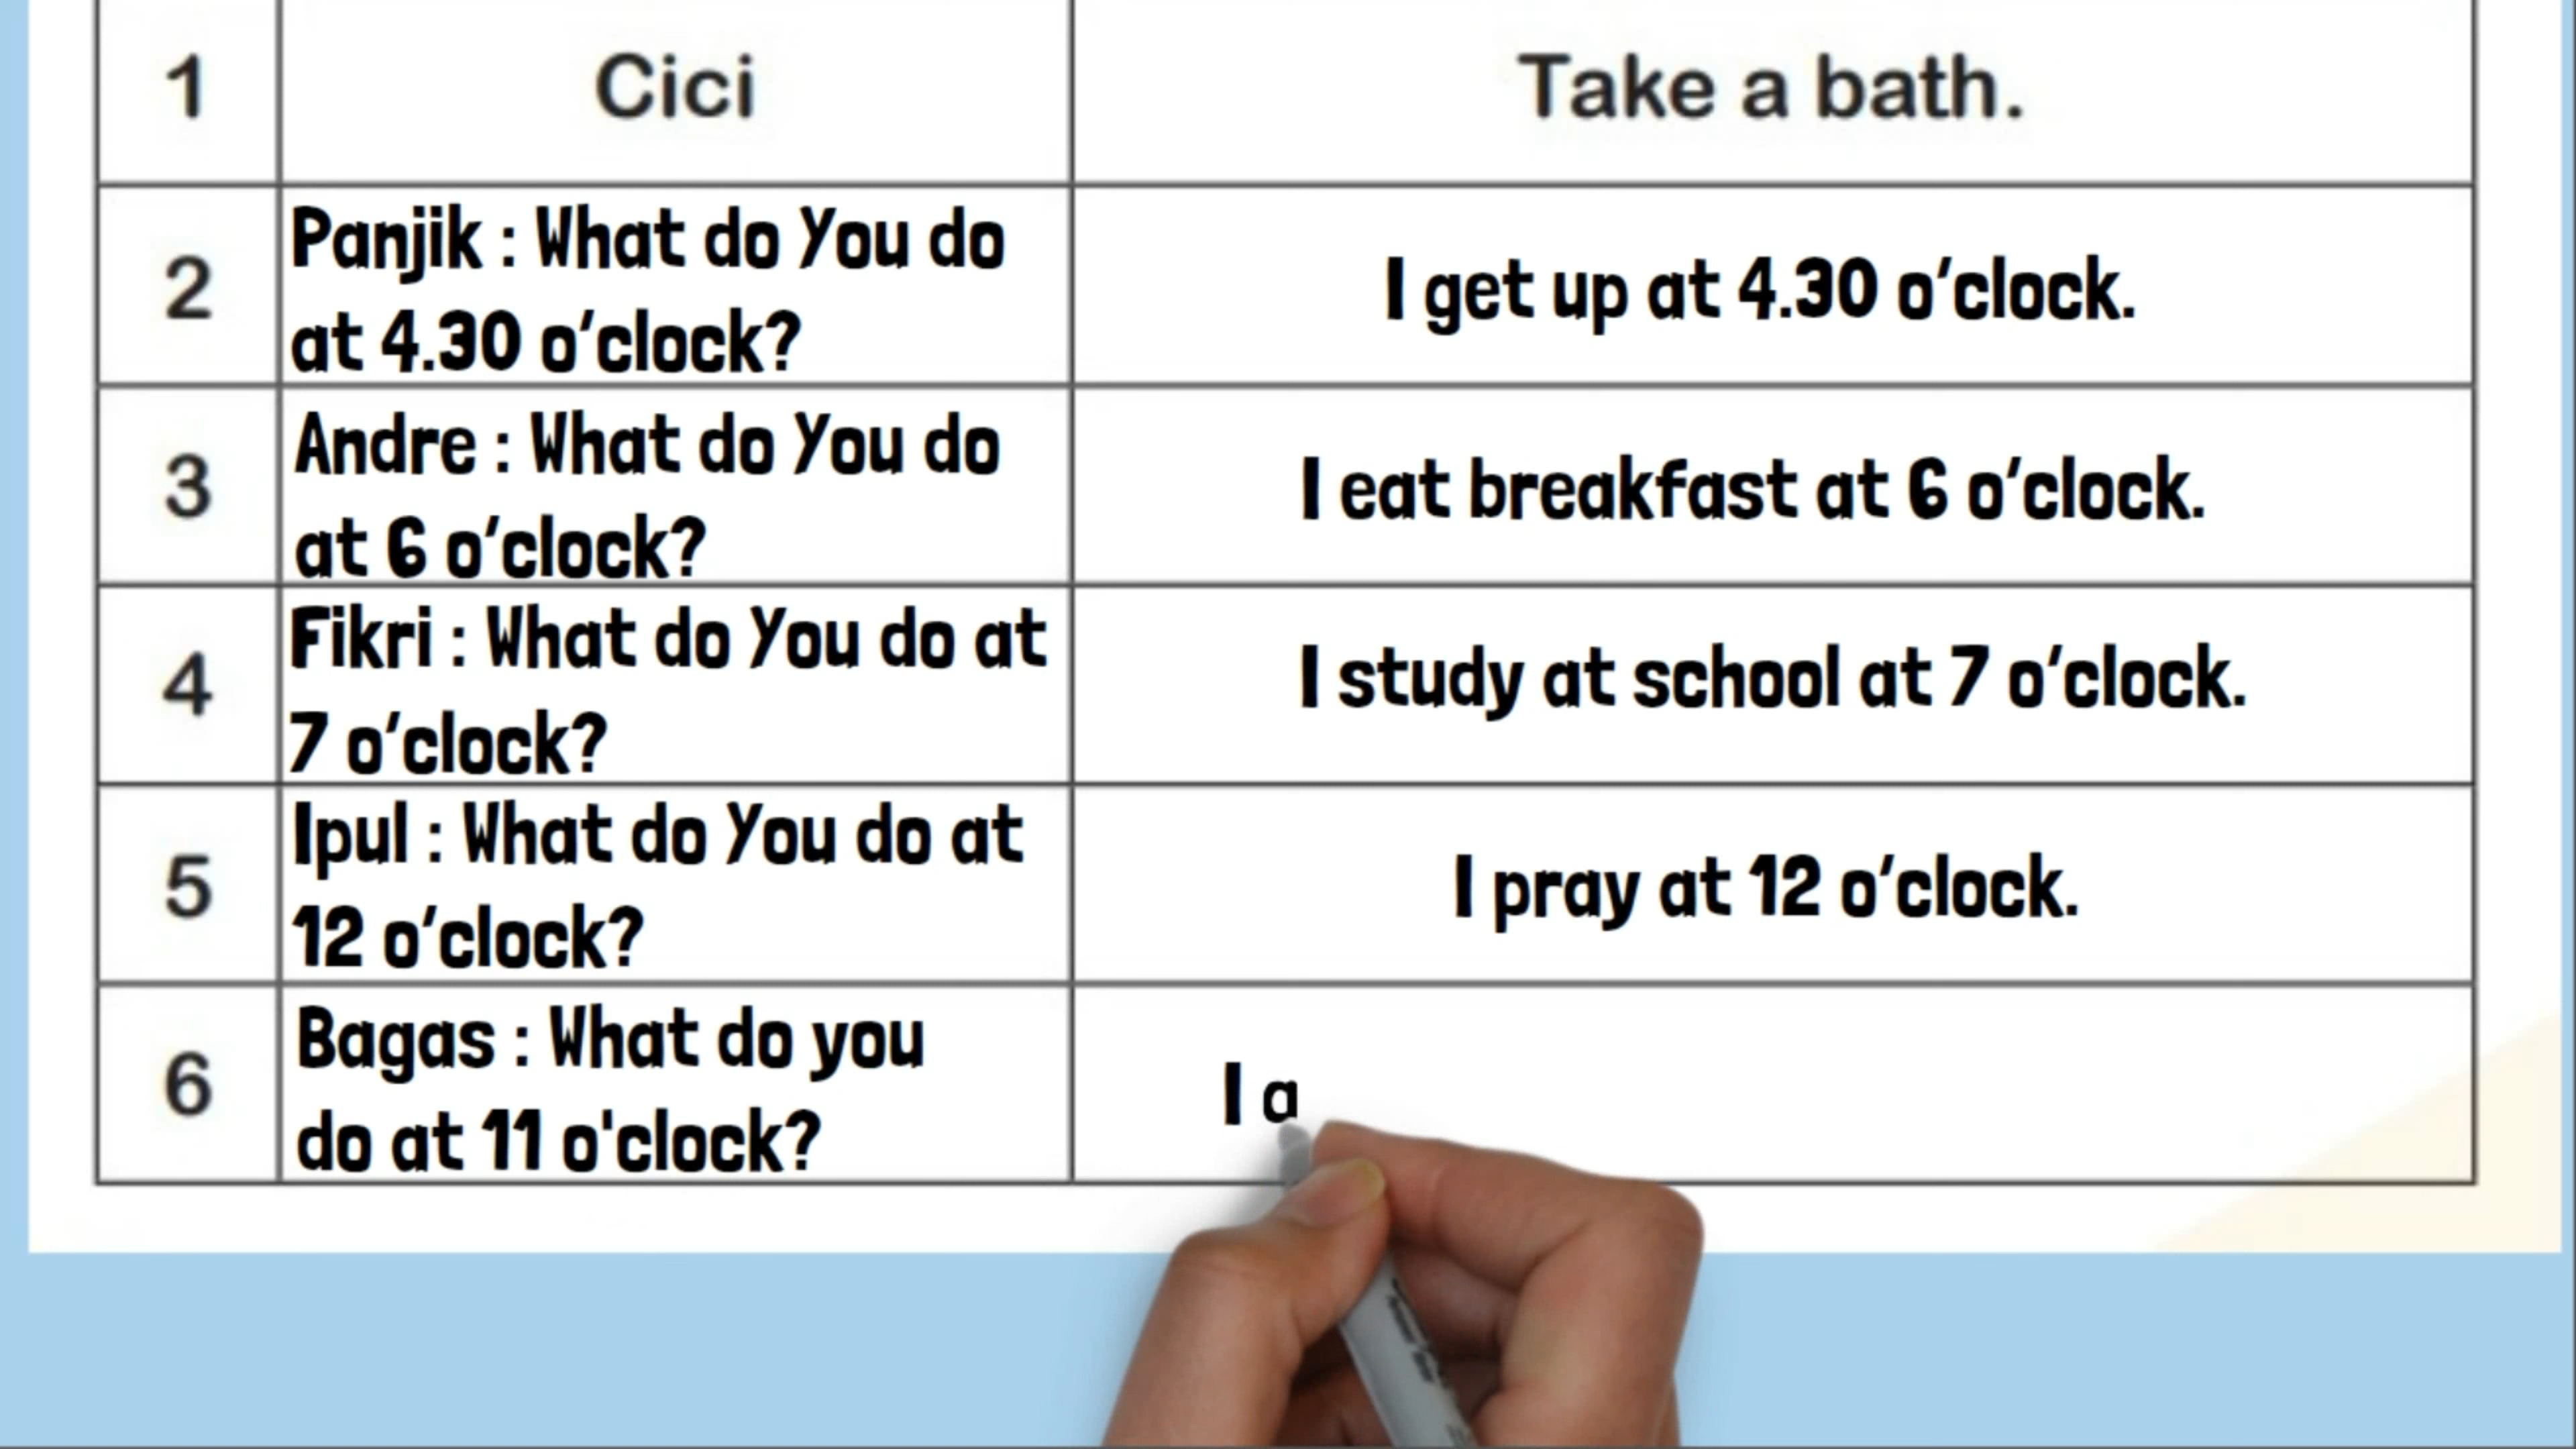 1 Cici Take a bath.
2 Panjik : What do You do
at 4.30 o'clock?
I get up at 4.30 o'clock.
3 Andre : What do You do
at 6 o'clock?
I eat breakfast at 6 o'clock.
4 Fikri : What do You do at
7 o'clock?
I study at school at 7 o'clock.
5 Ipul : What do You do at
12 o'clock?
I pray at 12 o'clock.
6 Bagas : What do you
do at 11 o'clock?
I a